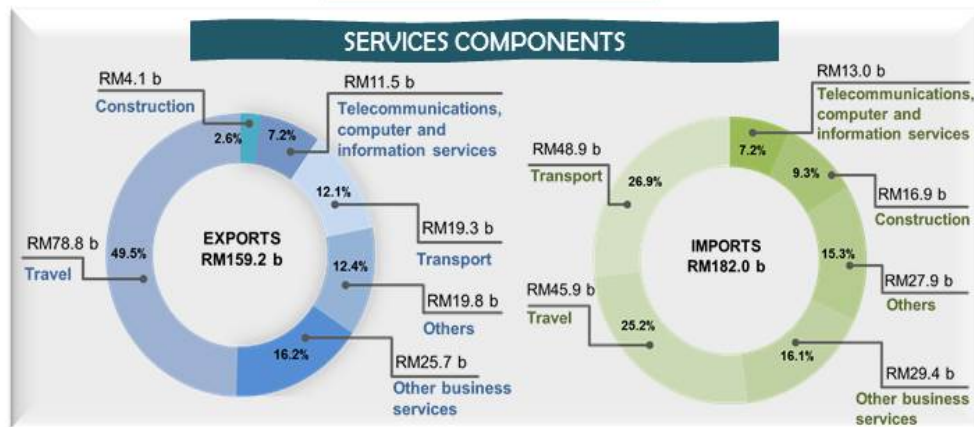 SERVICES COMPONENTS
RM4.1 b
Construction
2.6%
RM11.5 b
Telecommunications,
computer and
information services
7.2%
12.1%
RM19.3 b
Transport
12.4%
RM19.8 b
Others
16.2%
RM25.7 b
Other business
services
RM78.8 b
Travel
49.5%
EXPORTS
RM159.2 b
RM13.0 b
Telecommunications,
computer and
information services
7.2%
9.3%
RM16.9 b
Construction
15.3%
RM27.9 b
Others
16.1%
RM29.4 b
Other business
services
RM45.9 b
Travel
25.2%
RM48.9 b
Transport
26.9%
IMPORTS
RM182.0 b